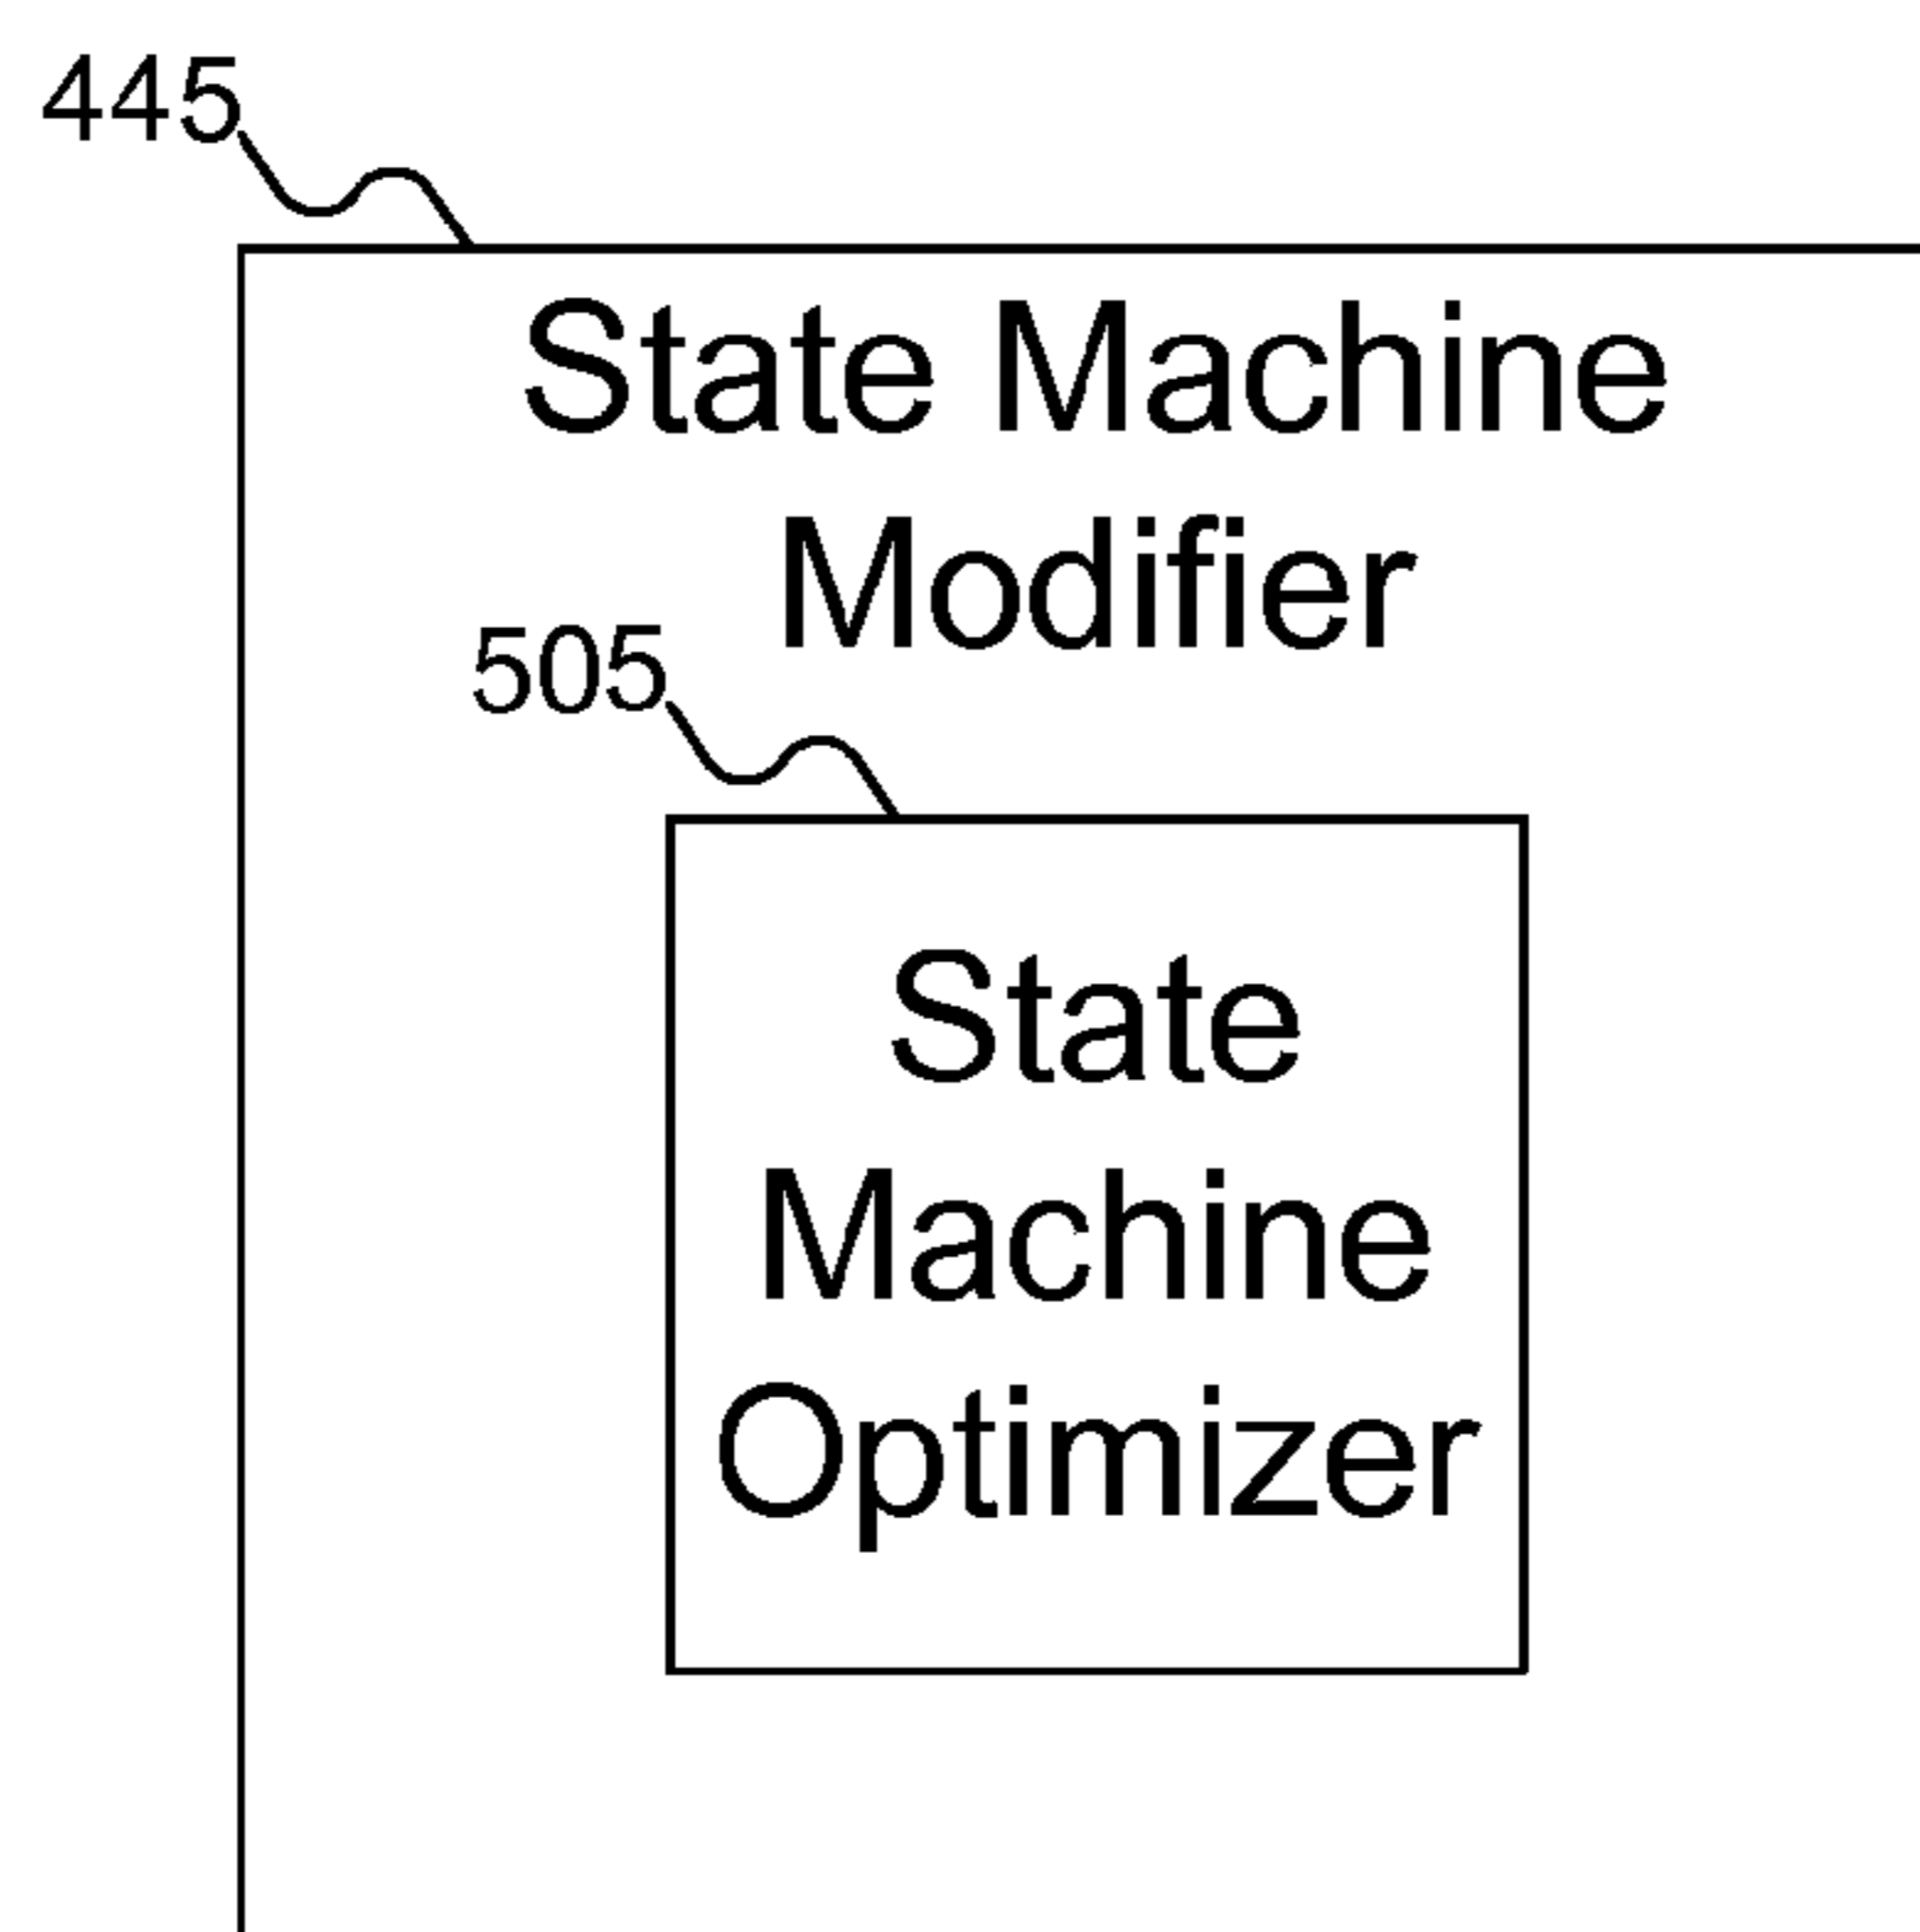 445
State Machine
Modifier
505
State
Machine
Optimizer